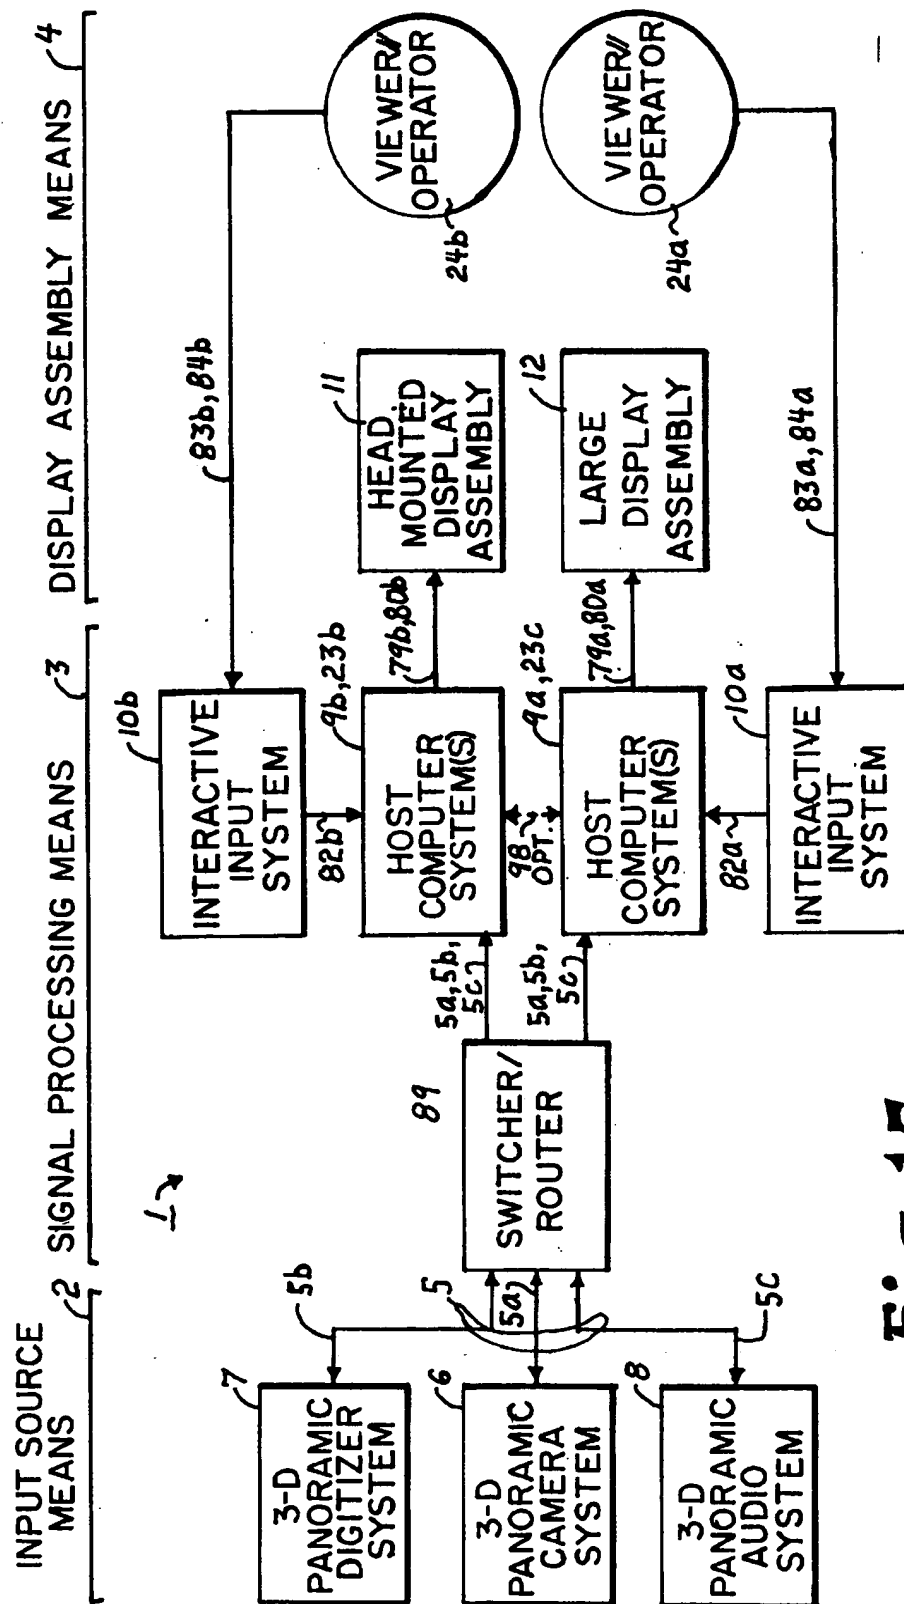 INPUT SOURCE
MEANS
2
SIGNAL PROCESSING MEANS
3
DISPLAY ASSEMBLY MEANS
4
1
7
3-D
PANORAMIC
DIGITIZER
SYSTEM
5b
6
3-D
PANORAMIC
CAMERA
SYSTEM
5
5a
8
3-D
PANORAMIC
AUDIO
SYSTEM
5c
89
SWITCHER/
ROUTER
5a,5b,
5c
5a,5b,
5c
10b
INTERACTIVE
INPUT
SYSTEM
82b
83b,84b
9b,23b
HOST
COMPUTER
SYSTEM(S)
79b,80b
98
OPT.
9a,23c
HOST
COMPUTER
SYSTEM(S)
79a,80a
82a
10a
INTERACTIVE
INPUT
SYSTEM
83a,84a
11
HEAD
MOUNTED
DISPLAY
ASSEMBLY
12
LARGE
DISPLAY
ASSEMBLY
VIEWER/
OPERATOR
24b
VIEWER/
OPERATOR
24a